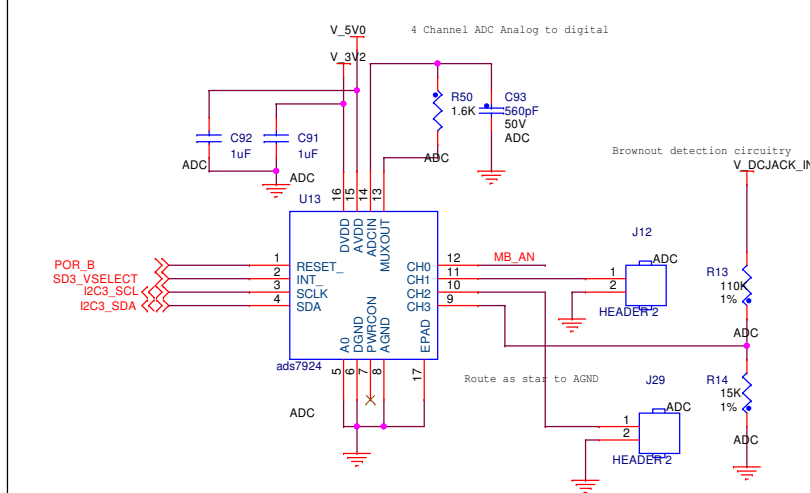 V_5V0
4 Channel ADC Analog to digital
V_3V2
R50
1.6K
ADC
C93
560pF
50V
ADC
C92
1uF
ADC
C91
1uF
ADC
Brownout detection circuitry
V_DCJACK_IN
U13
16
15
14
13
DVDD
AVDD
ADCIN
MUXOUT
J12
POR_B
1
RESET_
CH0
12
MB_AN
ADC
SD3_VSELECT
2
INT_
CH1
11
1
I2C3_SCL
3
SCLK
CH2
10
2
I2C3_SDA
4
SDA
CH3
9
HEADER 2
R13
110K
1%
ADC
A0
DGND
PWRCON
AGND
EPAD
ads7924
5
6
7
8
17
Route as star to AGND
J29
R14
15K
1%
ADC
ADC
ADC
1
2
HEADER 2